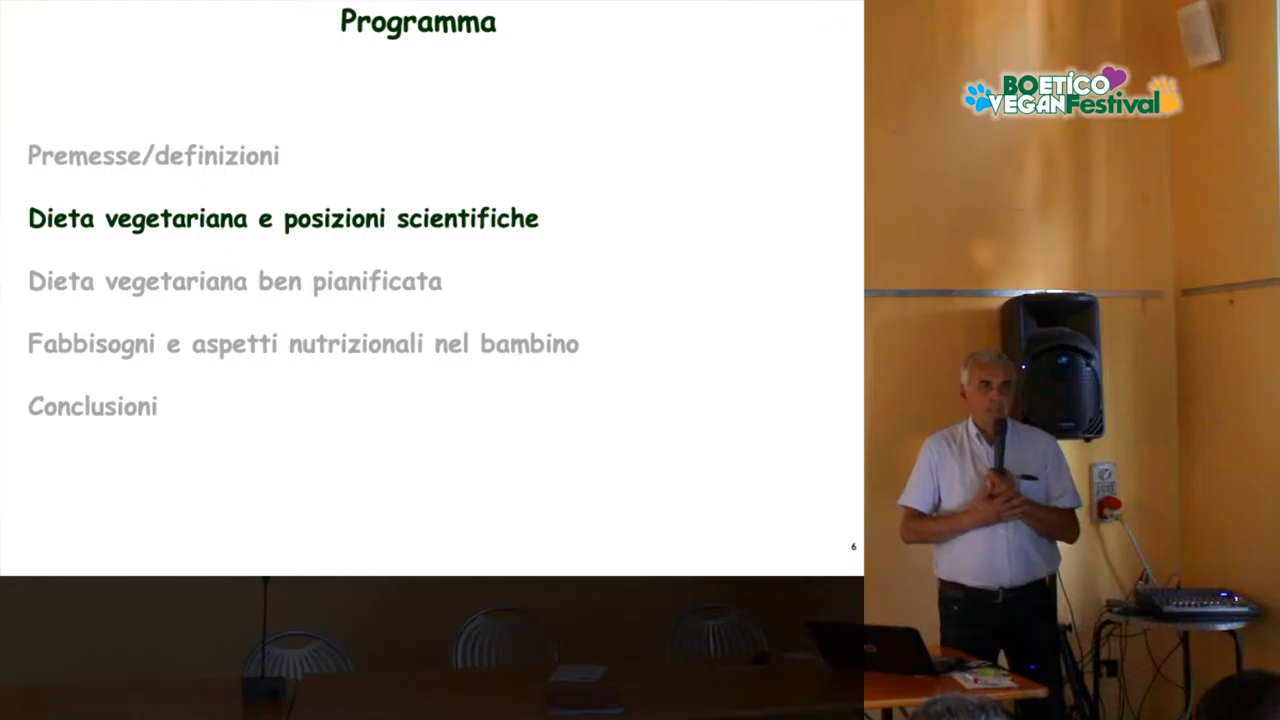 Programma
BOETICO
VEGANFestival
Premesse/definizioni
Dieta vegetariana e posizioni scientifiche
Dieta vegetariana ben pianificata
Fabbisogni e aspetti nutrizionali nel bambino
Conclusioni
6